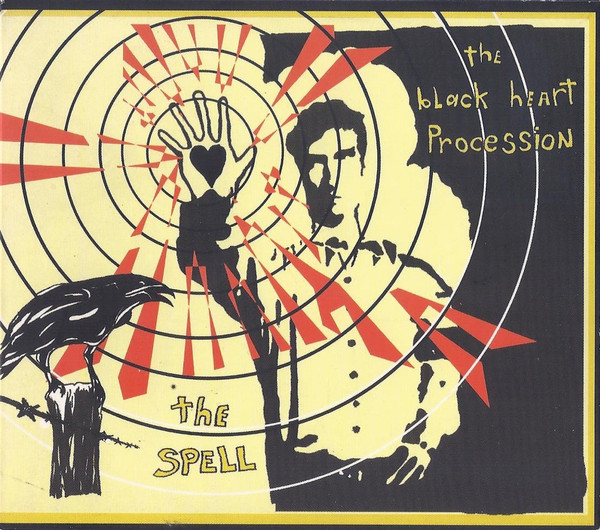 the
black heart
Procession
the
SPELL